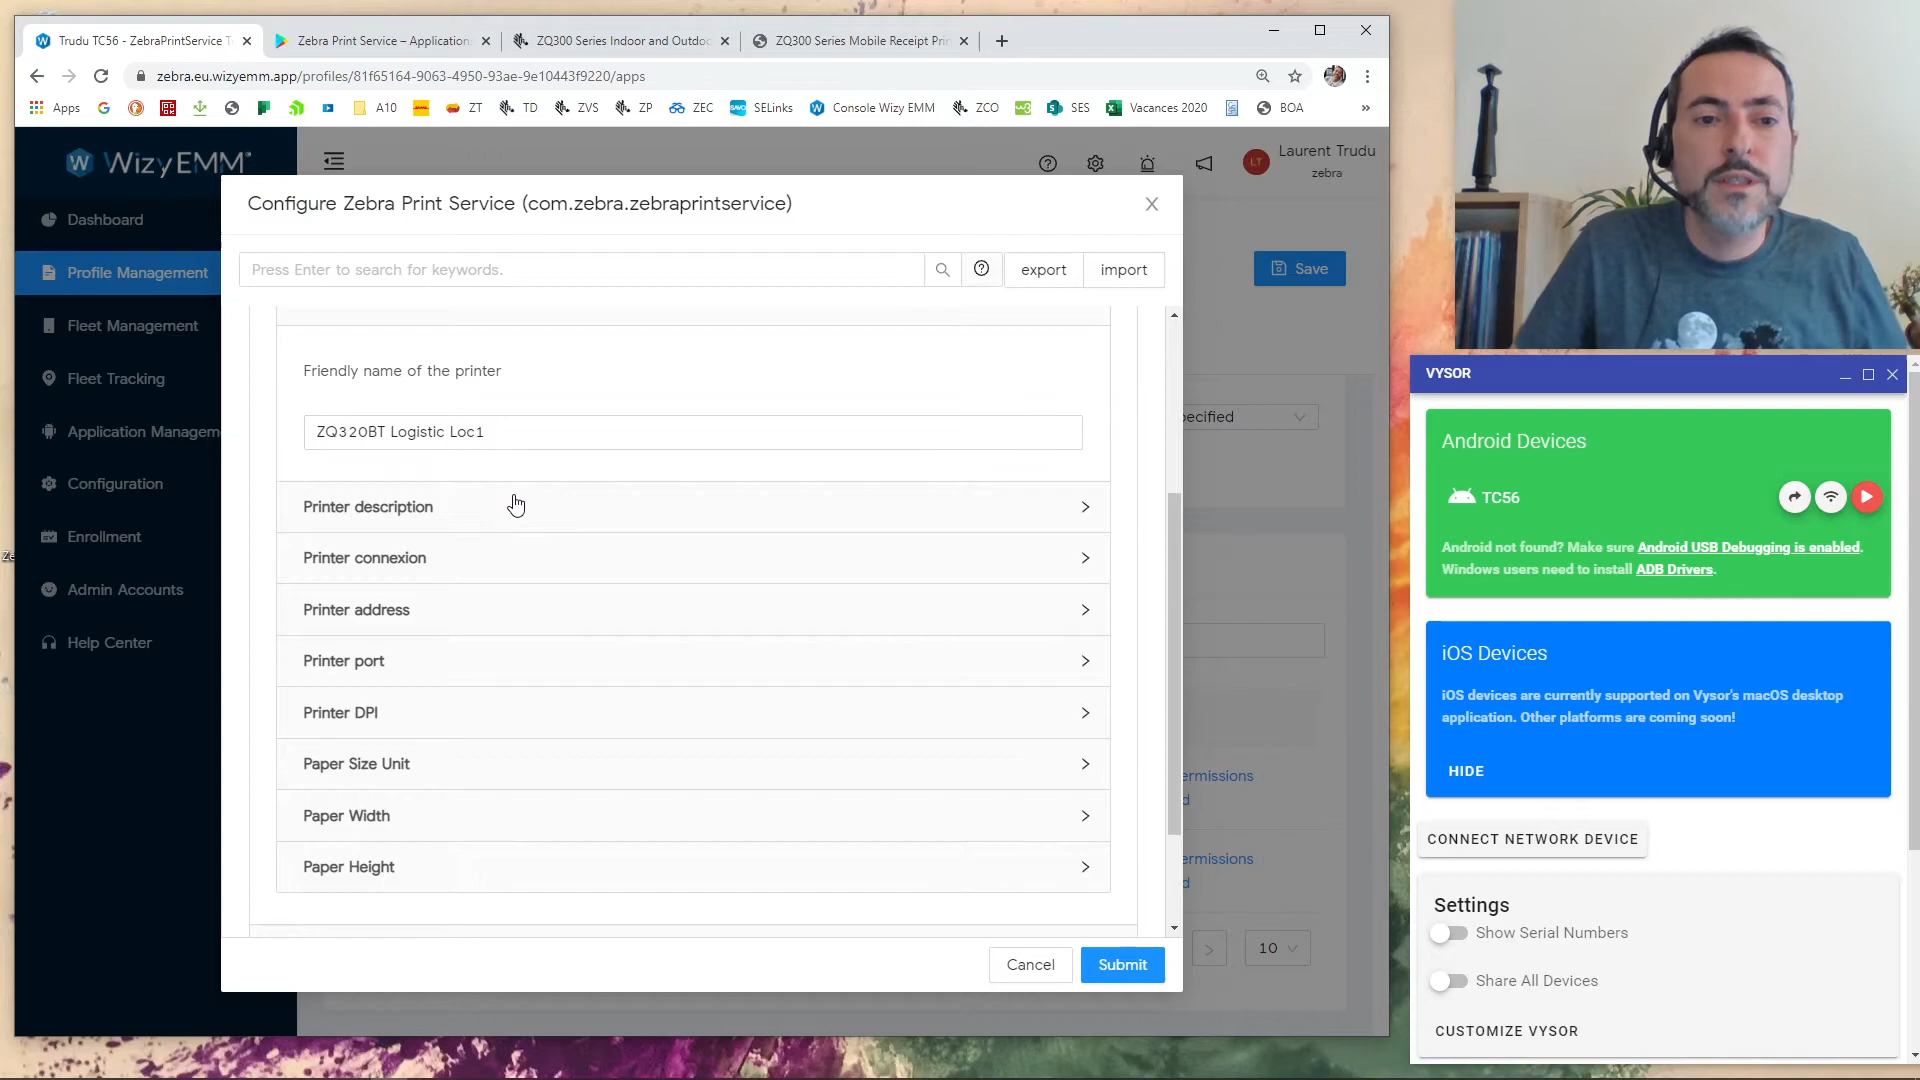 Trudu TC56 - ZebraPrintService T
Zebra Print Service – Application
ZQ300 Series Indoor and Outdoo
ZQ300 Series Mobile Receipt Prin
zebra.eu.wizyemm.app/profiles/81f65164-9063-4950-93ae-9e10443f9220/apps
Apps
A10
ZT
TD
ZVS
ZP
ZEC
SELinks
Console Wizy EMM
ZCO
SES
Vacances 2020
BOA
»
WizyEMM
LT
Laurent Trudu
zebra
Dashboard
Profile Management
Fleet Management
Fleet Tracking
Application Managem
Configuration
Enrollment
Admin Accounts
Help Center
Configure Zebra Print Service (com.zebra.zebraprintservice)
Press Enter to search for keywords.
export
import
Save
Friendly name of the printer
ZQ320BT Logistic Loc1
Printer description
Printer connexion
Printer address
Printer port
Printer DPI
Paper Size Unit
Paper Width
Paper Height
Cancel
Submit
pecified
ermissions
d
ermissions
d
10
VYSOR
Android Devices
TC56
Android not found? Make sure Android USB Debugging is enabled.
Windows users need to install ADB Drivers.
iOS Devices
iOS devices are currently supported on Vysor's macOS desktop
application. Other platforms are coming soon!
HIDE
CONNECT NETWORK DEVICE
Settings
Show Serial Numbers
Share All Devices
CUSTOMIZE VYSOR